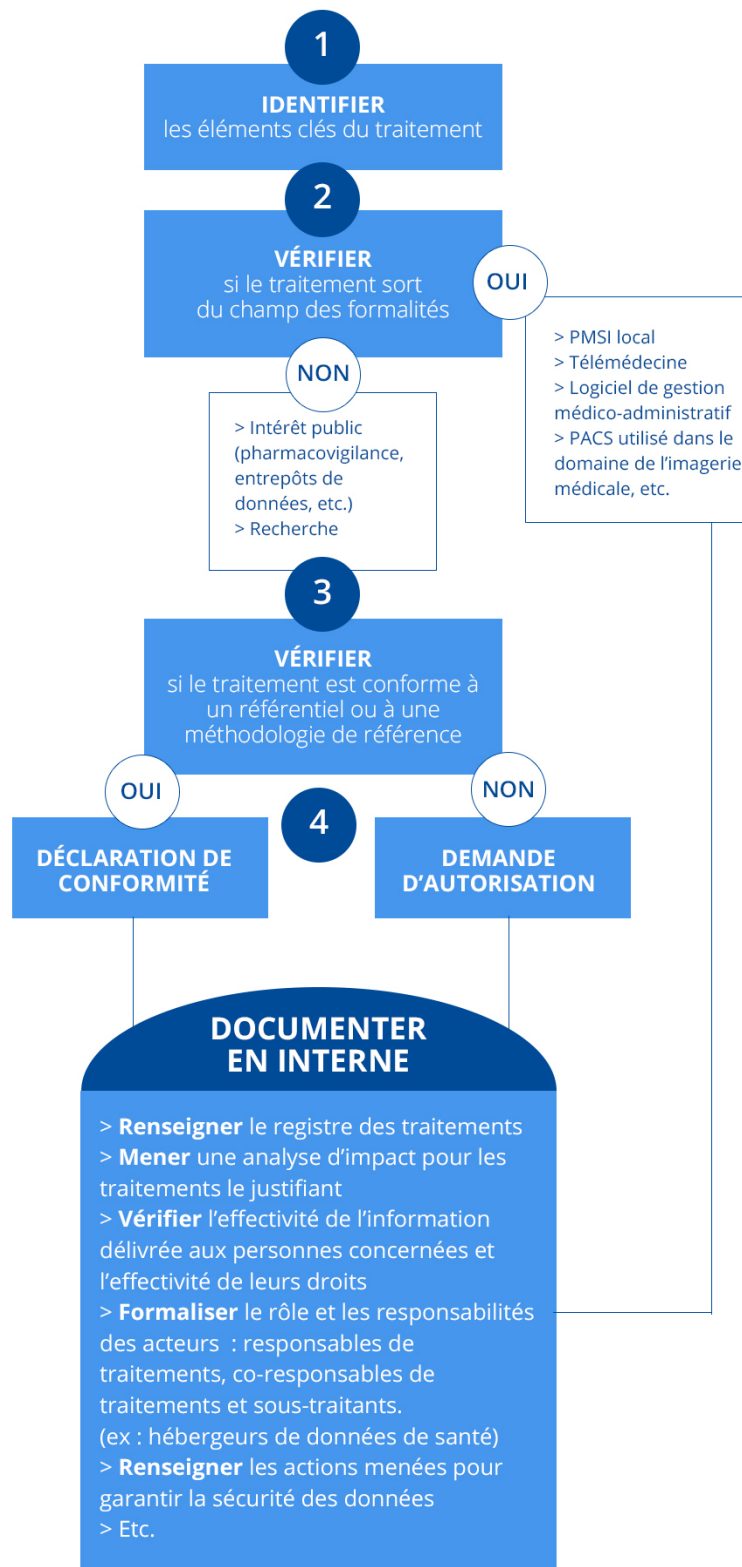 1
IDENTIFIER
les éléments clés du traitement
2
VÉRIFIER
si le traitement sort
du champ des formalités
OUI
> PMSI local
> Télémédecine
> Logiciel de gestion
médico-administratif
> PACS utilisé dans le
domaine de l'imagerie
médicale, etc.
NON
> Intérêt public
(pharmacovigilance,
entrepôts de
données, etc.)
> Recherche
3
VÉRIFIER
si le traitement est conforme à
un référentiel ou à une
méthodologie de référence
OUI
NON
4
DÉCLARATION DE
CONFORMITÉ
DEMANDE
D'AUTORISATION
DOCUMENTER
EN INTERNE
> Renseigner le registre des traitements
> Mener une analyse d'impact pour les
traitements le justifiant
> Vérifier l'effectivité de l'information
délivrée aux personnes concernées et
l'effectivité de leurs droits
> Formaliser le rôle et les responsabilités
des acteurs : responsables de
traitements, co-responsables de
traitements et sous-traitants.
(ex : hébergeurs de données de santé)
> Renseigner les actions menées pour
garantir la sécurité des données
> Etc.